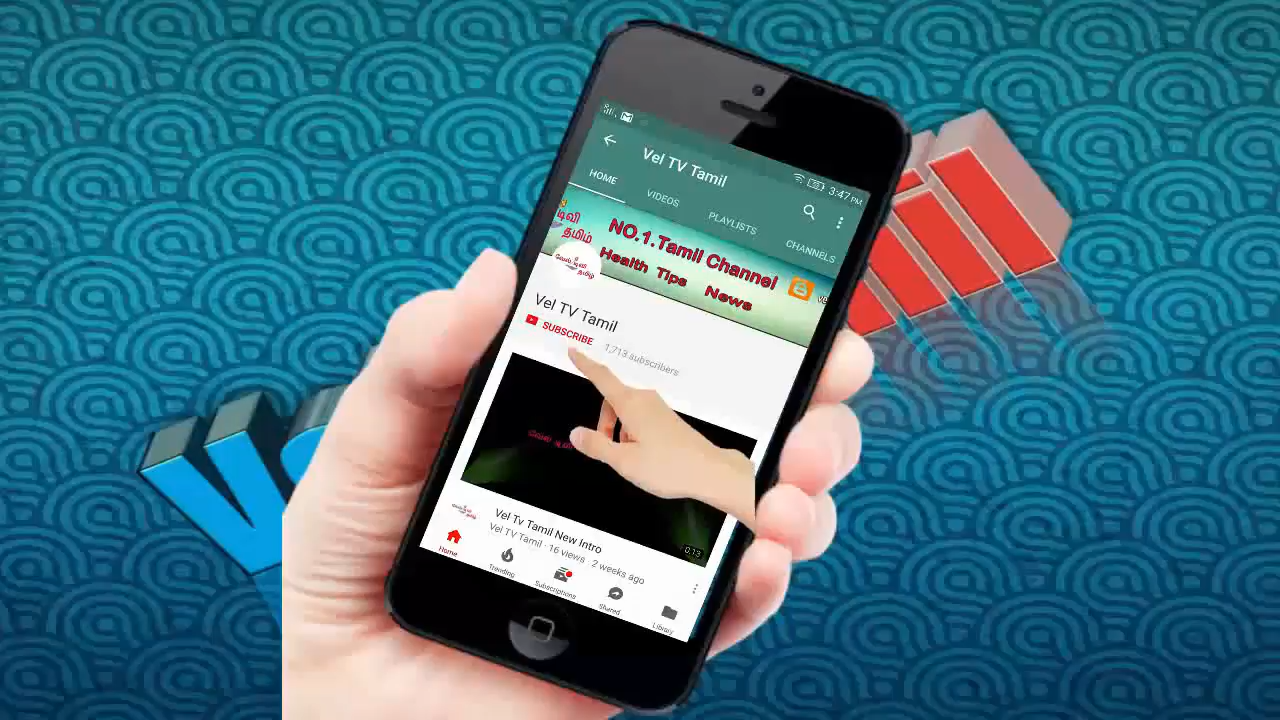 3:47 PM
Vel TV Tamil
HOME
VIDEOS
PLAYLISTS
CHANNELS
டிவி
தமிழ்
NO.1.Tamil Channel
Health Tips News
வேல் டிவி
தமிழ்
Vel TV Tamil
SUBSCRIBE
1,713 subscribers
வேல் டிவி
Vel Tv Tamil New Intro
Vel TV Tamil · 16 views · 2 weeks ago
0:13
Home
Trending
Subscriptions
Shared
Library